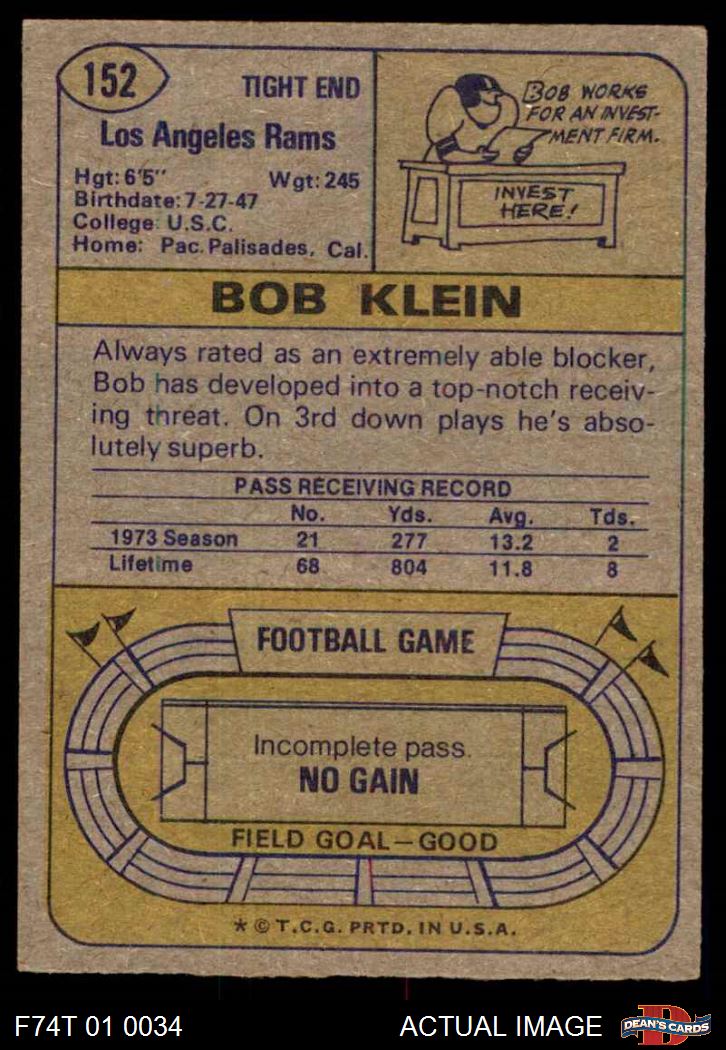 152
TIGHT END
Los Angeles Rams
Hgt: 6'5" Wgt: 245
Birthdate: 7-27-47
College: U.S.C.
Home: Pac. Palisades, Cal.
BOB WORKS
FOR AN INVEST-
MENT FIRM.
INVEST
HERE!
BOB KLEIN
Always rated as an extremely able blocker,
Bob has developed into a top-notch receiv-
ing threat. On 3rd down plays he's abso-
lutely superb.
PASS RECEIVING RECORD
No. Yds. Avg. Tds.
1973 Season 21 277 13.2 2
Lifetime 68 804 11.8 8
FOOTBALL GAME
Incomplete pass.
NO GAIN
FIELD GOAL—GOOD
* © T.C.G. PRTD. IN U.S.A.
F74T 01 0034 ACTUAL IMAGE
D
DEAN'S CARDS